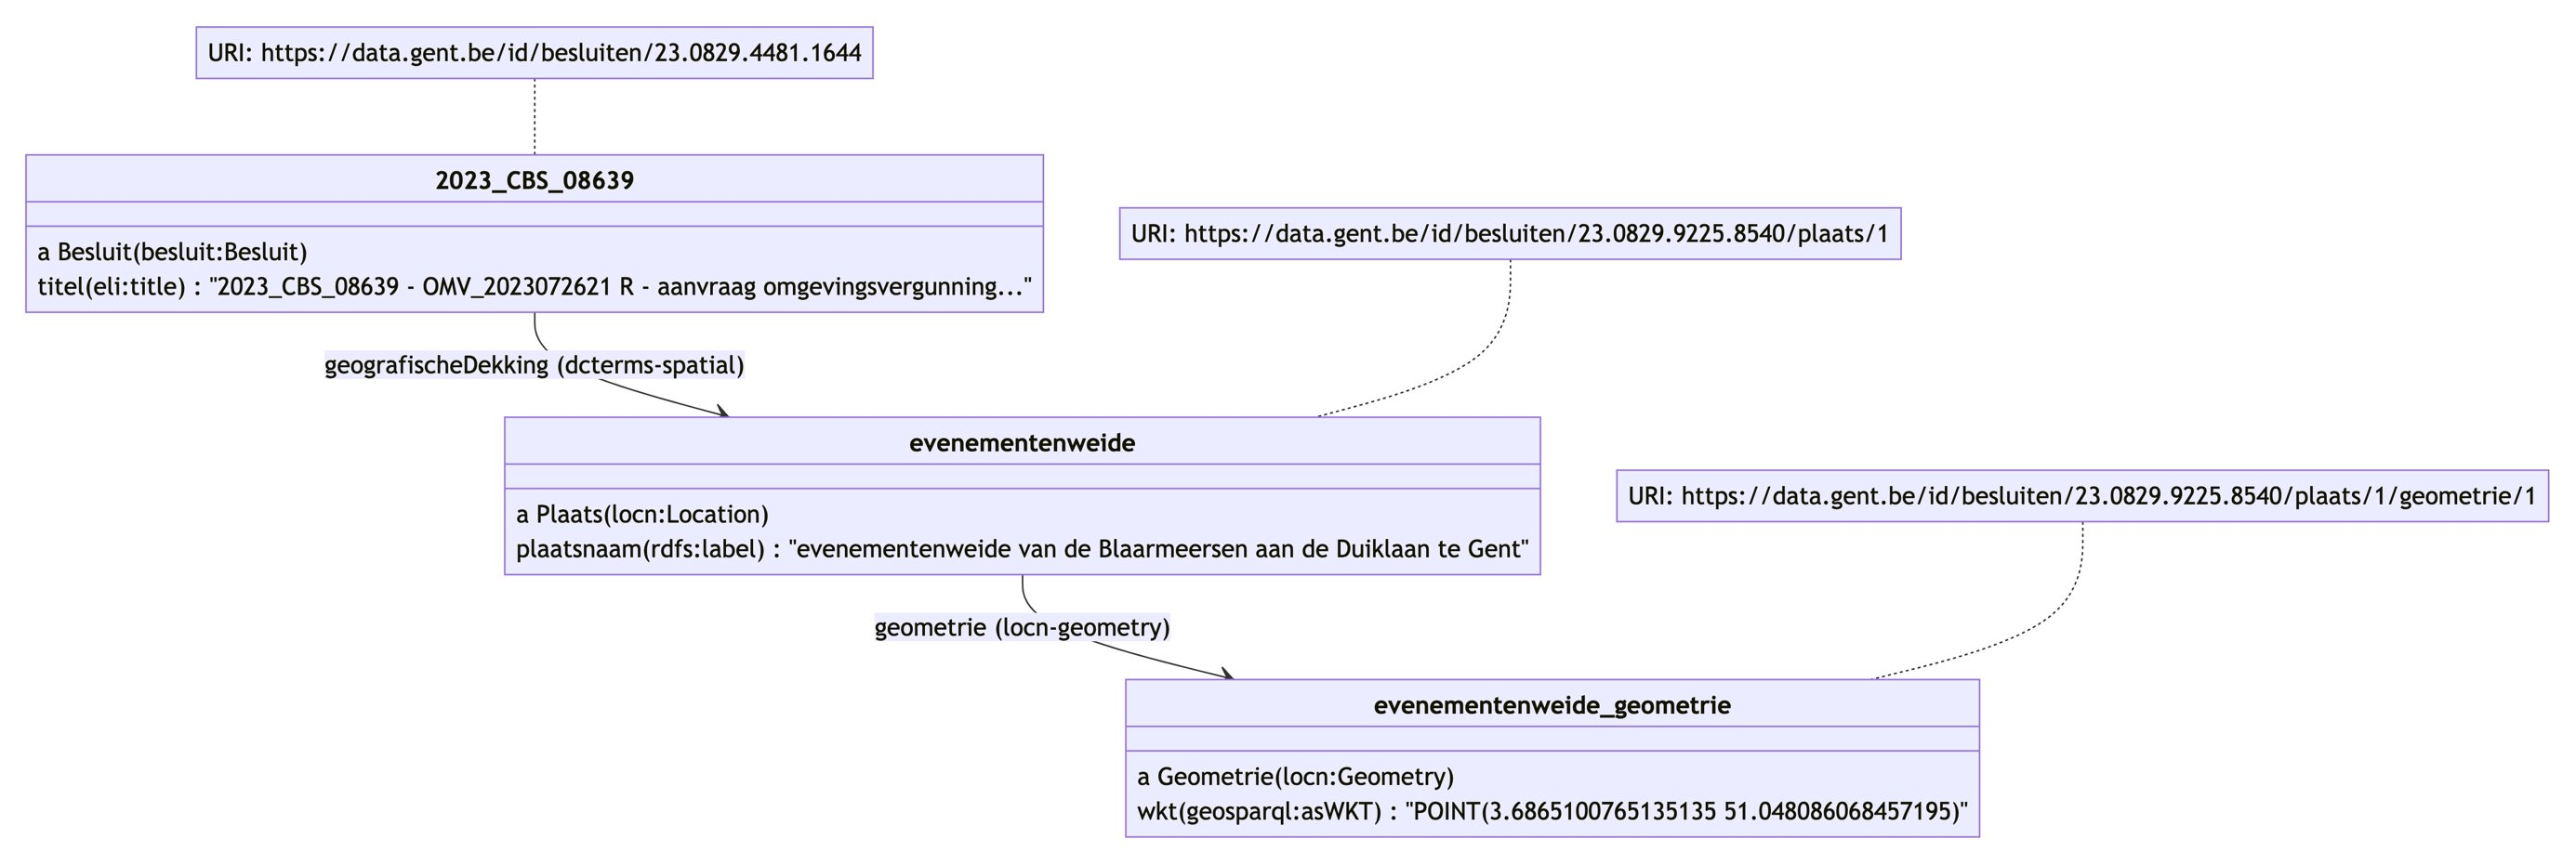 URI: https://data.gent.be/id/besluiten/23.0829.4481.1644
2023_CBS_08639
a Besluit(besluit:Besluit)
titel(eli:title) : "2023_CBS_08639 - OMV_2023072621 R - aanvraag omgevingsvergunning..."
URI: https://data.gent.be/id/besluiten/23.0829.9225.8540/plaats/1
geografischeDekking (dcterms-spatial)
evenementenweide
a Plaats(locn:Location)
plaatsnaam(rdfs:label) : "evenementenweide van de Blaarmeersen aan de Duiklaan te Gent"
URI: https://data.gent.be/id/besluiten/23.0829.9225.8540/plaats/1/geometrie/1
geometrie (locn-geometry)
evenementenweide_geometrie
a Geometrie(locn:Geometry)
wkt(geosparql:asWKT) : "POINT(3.6865100765135135 51.048086068457195)"